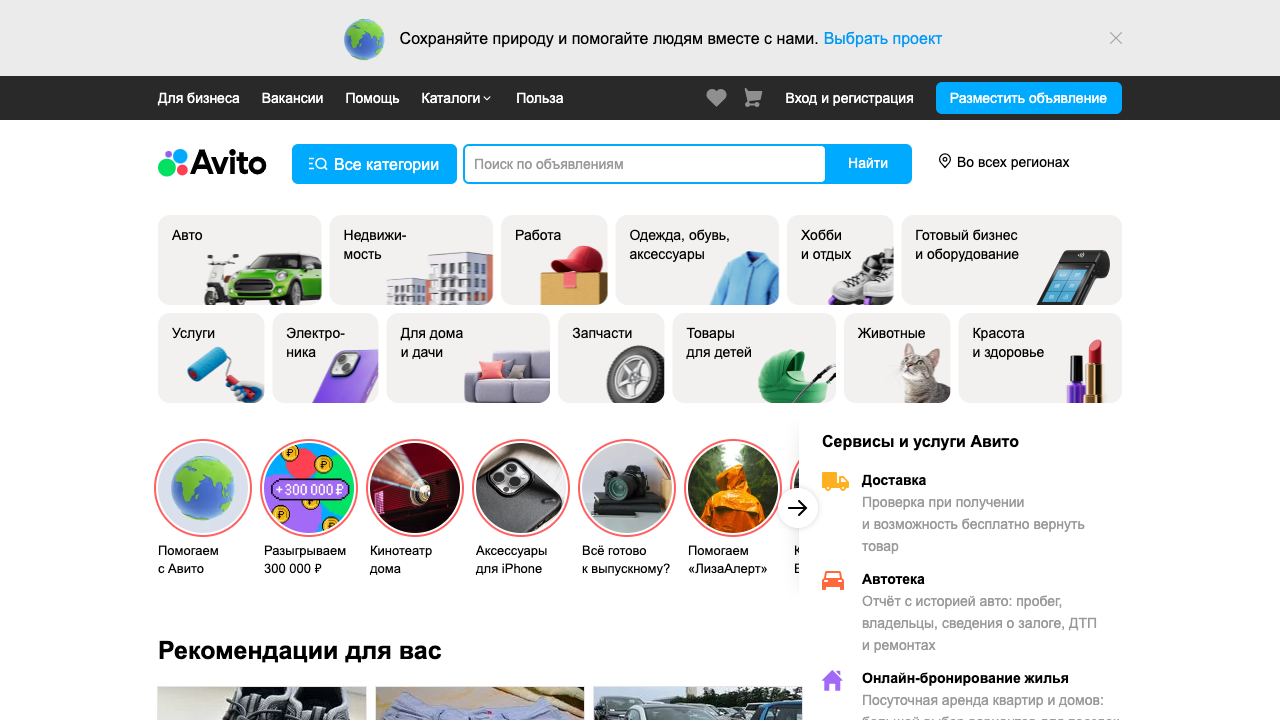 Сохраняйте природу и помогайте людям вместе с нами. Выбрать проект
Для бизнеса Вакансии Помощь Каталоги Польза Вход и регистрация Разместить объявление
Avito Все категории Поиск по объявлениям Найти Во всех регионах
Авто
Недвижи-
мость
Работа
Одежда, обувь,
аксессуары
Хобби
и отдых
Готовый бизнес
и оборудование
Услуги
Электро-
ника
Для дома
и дачи
Запчасти
Товары
для детей
Животные
Красота
и здоровье
+300 000 ₽
Помогаем
с Авито
Разыгрываем
300 000 ₽
Кинотеатр
дома
Аксессуары
для iPhone
Всё готово
к выпускному?
Помогаем
«ЛизаАлерт»
Сервисы и услуги Авито
Доставка
Проверка при получении
и возможность бесплатно вернуть
товар
Автотека
Отчёт с историей авто: пробег,
владельцы, сведения о залоге, ДТП
и ремонтах
Онлайн-бронирование жилья
Посуточная аренда квартир и домов:
Рекомендации для вас